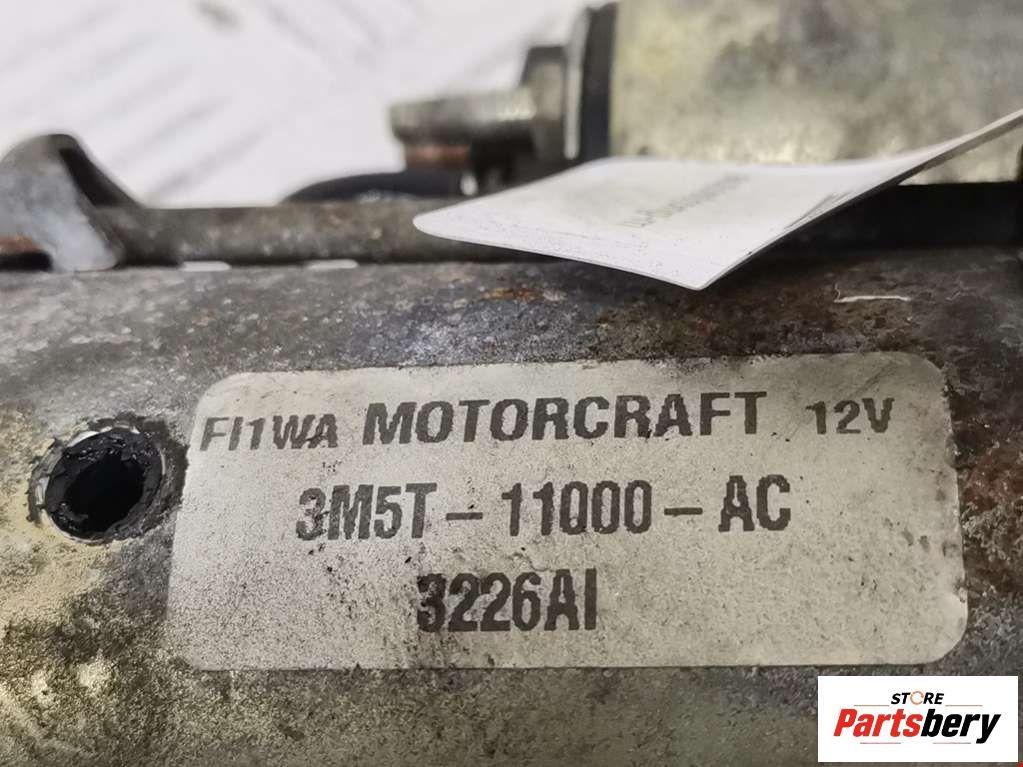 FI1WA MOTORCRAFT 12V
3M5T-11000-AC
3226AI
STORE
Partsbery